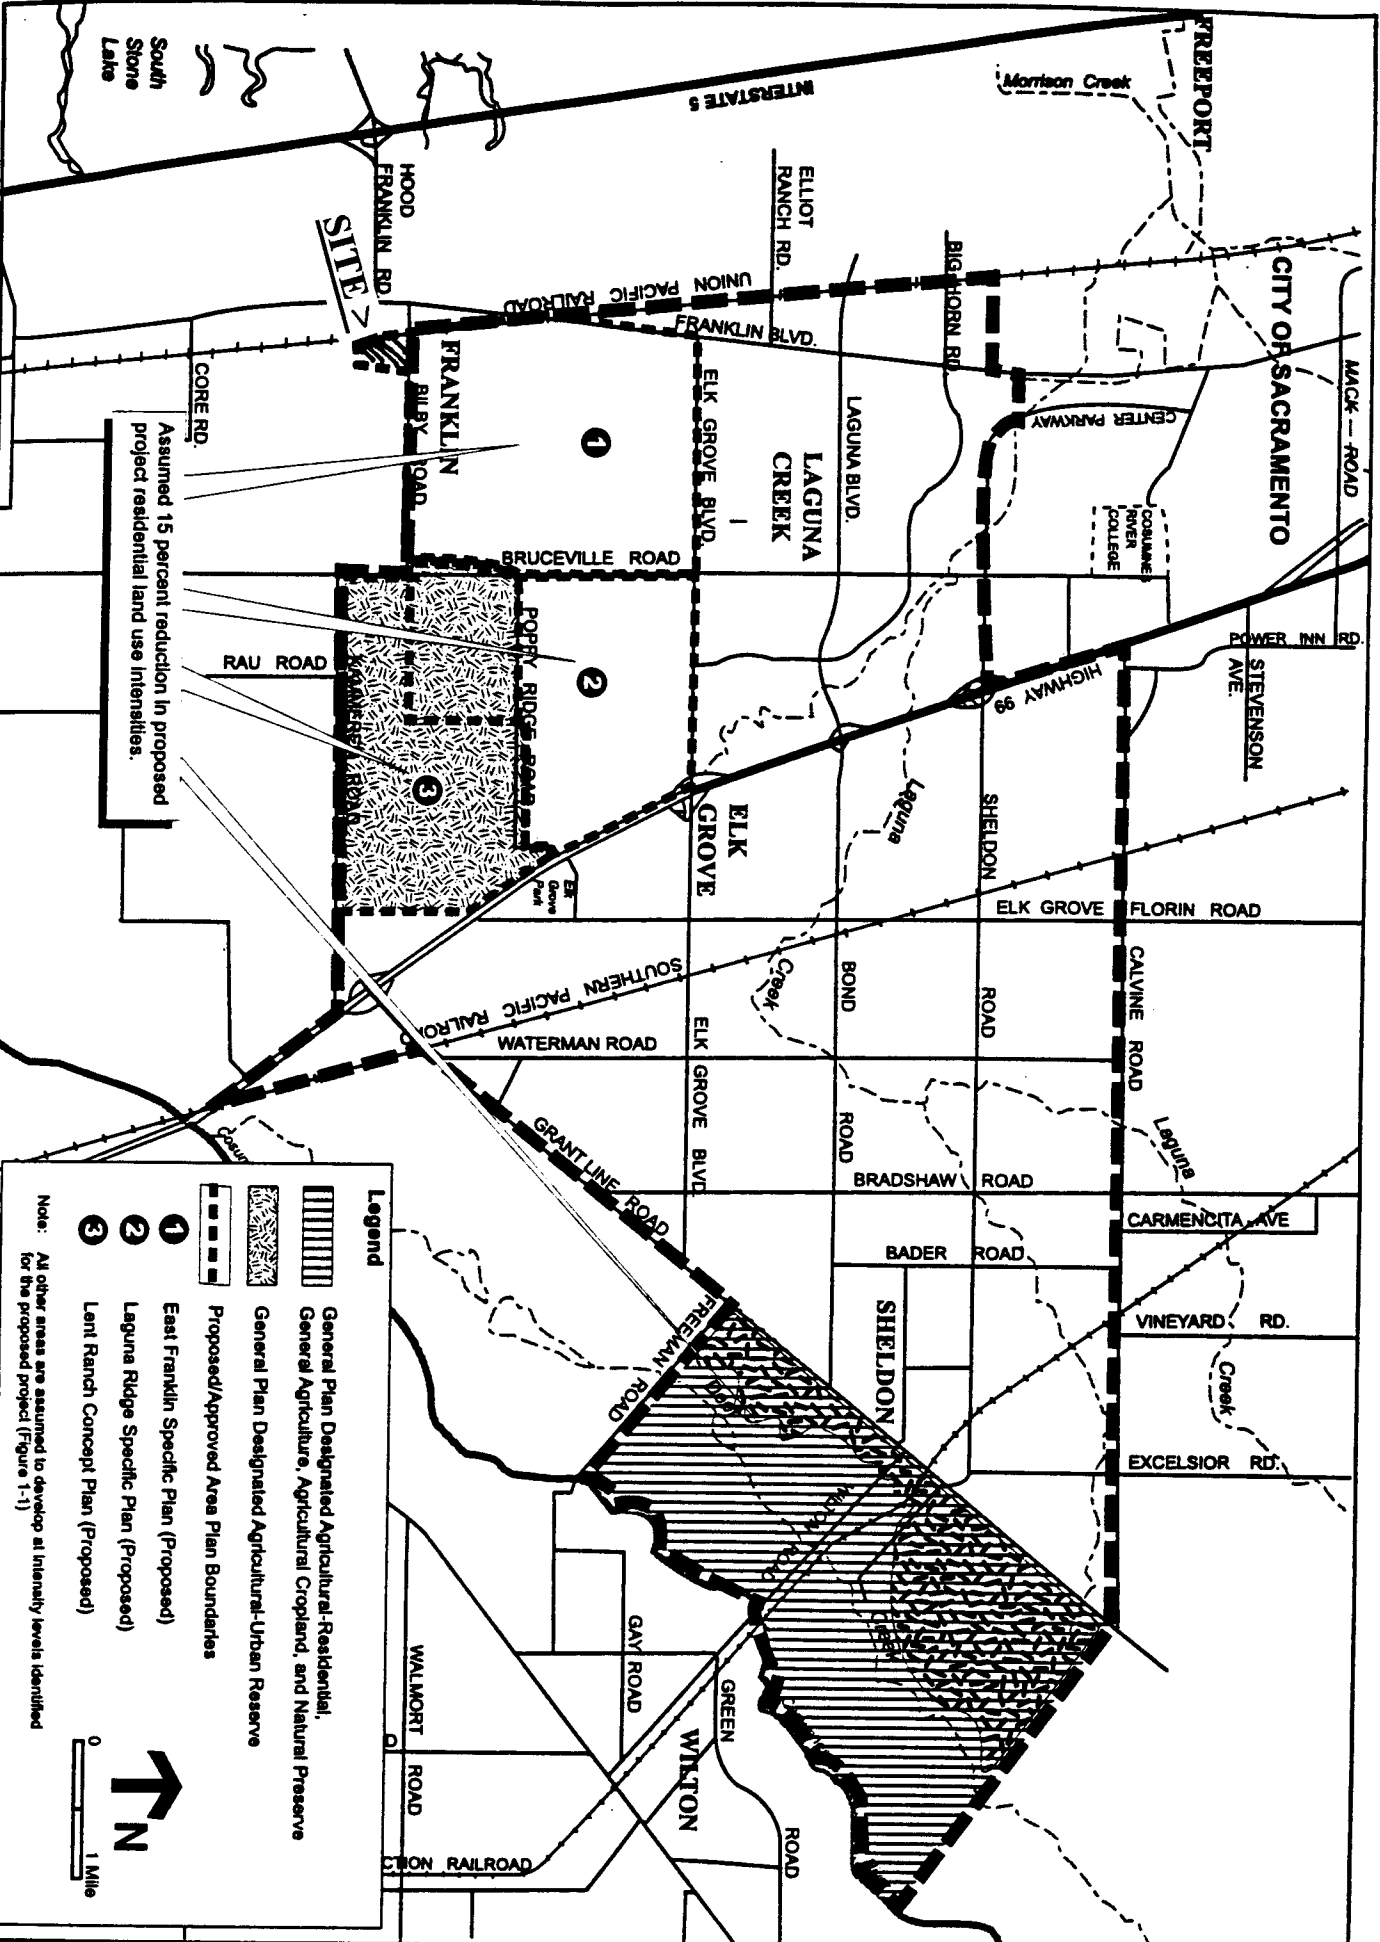 FREEPORT
Morrison Creek
CITY OF SACRAMENTO
MACK ROAD
INTERSTATE 5
South
Stone
Lake
HOOD
FRANKLIN RD.
ELLIOT
RANCH RD.
BIG HORN RD.
UNION PACIFIC RAILROAD
FRANKLIN BLVD.
SITE >
FRANKLIN
BILBY ROAD
CORE RD.
ELK GROVE BLVD.
LAGUNA BLVD.
LAGUNA
CREEK
CENTER PARKWAY
COSUMNES
RIVER
COLLEGE
BRUCEVILLE ROAD
POWER INN RD.
STEVENSON
AVE.
HIGHWAY 99
1
2
3
POPPY RIDGE ROAD
RAU ROAD
KAMMERER ROAD
Assumed 15 percent reduction in proposed
project residential land use intensities.
ELK
GROVE
Elk
Grove
Park
Laguna
Creek
SHELDON
ROAD
ELK GROVE FLORIN ROAD
CALVINE ROAD
BOND
ROAD
SOUTHERN PACIFIC RAILROAD
WATERMAN ROAD
ELK GROVE BLVD.
GRANT LINE ROAD
BRADSHAW ROAD
Laguna
Creek
CARMENCITA AVE
BADER ROAD
VINEYARD RD.
SHELDON
EXCELSIOR RD.
FREEMAN ROAD
WILTON ROAD
GAY ROAD
GREEN
ROAD
WILTON
WALMORT ROAD
CTION RAILROAD
Legend
General Plan Designated Agricultural-Residential,
General Agriculture, Agricultural Cropland, and Natural Preserve
General Plan Designated Agricultural-Urban Reserve
Proposed/Approved Area Plan Boundaries
1 East Franklin Specific Plan (Proposed)
2 Laguna Ridge Specific Plan (Proposed)
3 Lent Ranch Concept Plan (Proposed)
Note: All other areas are assumed to develop at intensity levels identified
for the proposed project (Figure 1-1)
N
0 1 Mile